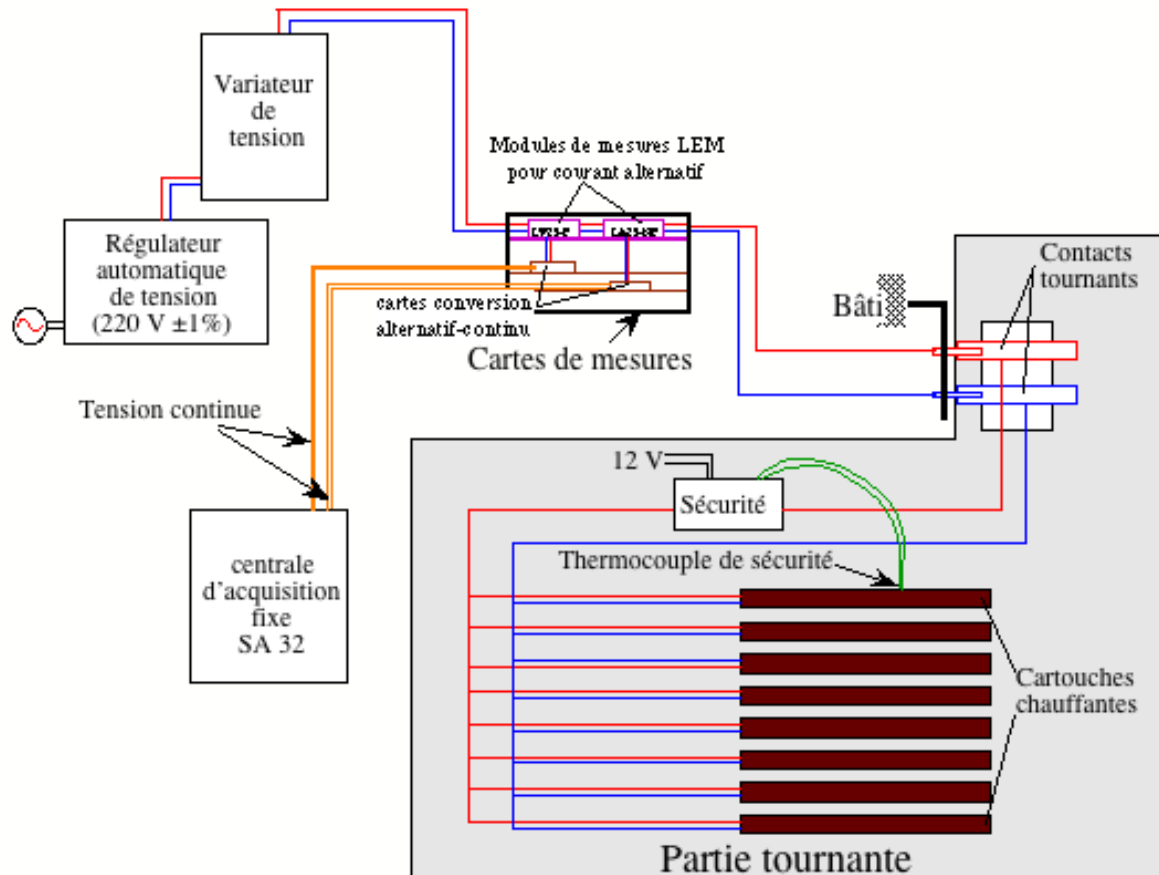 Variateur
de
tension
Modules de mesures LEM
pour courant alternatif
Régulateur
automatique
de tension
(220 V ±1%)
cartes conversion
alternatif-continu
Cartes de mesures
Bâti
Contacts
tournants
Tension continue
12 V
Sécurité
centrale
d'acquisition
fixe
SA 32
Thermocouple de sécurité
Cartouches
chauffantes
Partie tournante